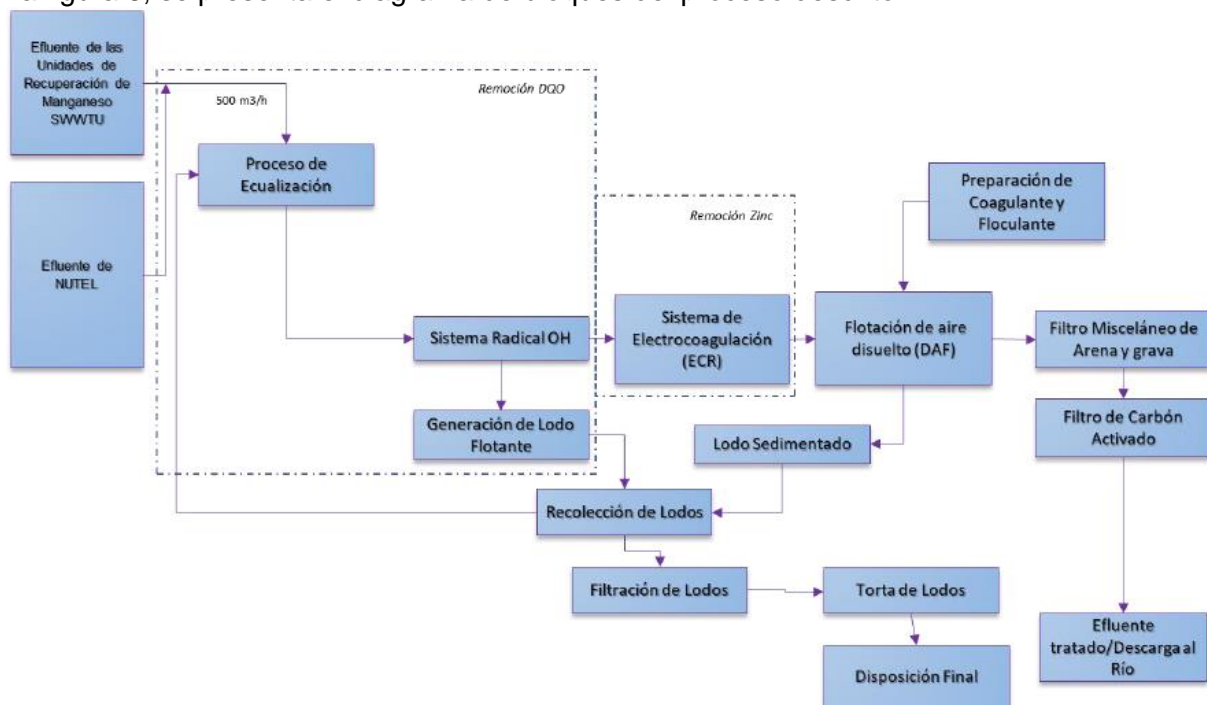 Efluente de las
Unidades de
Recuperación de
Manganeso
SWWTU
500 m3/h
Remoción DQO
Proceso de
Ecualización
Efluente de
NUTEL
Remoción Zinc
Preparación de
Coagulante y
Floculante
Sistema Radical OH
Sistema de
Electrocoagulación
(ECR)
Flotación de aire
disuelto (DAF)
Filtro Misceláneo de
Arena y grava
Generación de Lodo
Flotante
Lodo Sedimentado
Filtro de Carbón
Activado
Recolección de Lodos
Filtración de Lodos
Torta de Lodos
Efluente
tratado/Descarga al
Río
Disposición Final